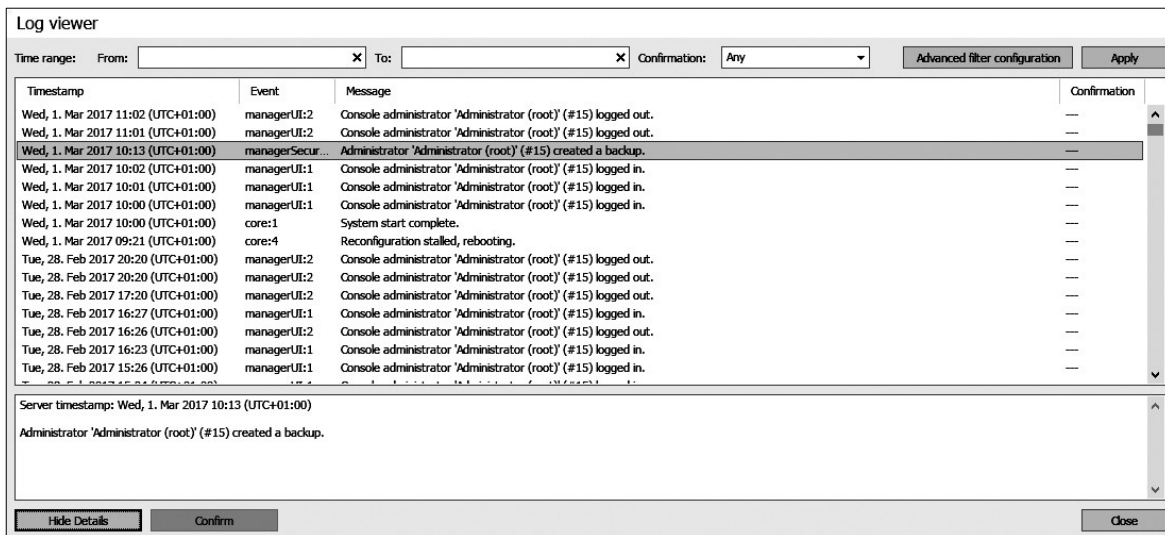 Log viewer
Time range: From: To: Confirmation: Any Advanced filter configuration Apply
Timestamp Event Message Confirmation
Wed, 1. Mar 2017 11:02 (UTC+01:00) managerUI:2 Console administrator 'Administrator (root)' (#15) logged out. ---
Wed, 1. Mar 2017 11:01 (UTC+01:00) managerUI:2 Console administrator 'Administrator (root)' (#15) logged out. ---
Wed, 1. Mar 2017 10:13 (UTC+01:00) managerSecur... Administrator 'Administrator (root)' (#15) created a backup. ---
Wed, 1. Mar 2017 10:02 (UTC+01:00) managerUI:1 Console administrator 'Administrator (root)' (#15) logged in. ---
Wed, 1. Mar 2017 10:01 (UTC+01:00) managerUI:1 Console administrator 'Administrator (root)' (#15) logged in. ---
Wed, 1. Mar 2017 10:00 (UTC+01:00) managerUI:1 Console administrator 'Administrator (root)' (#15) logged in. ---
Wed, 1. Mar 2017 10:00 (UTC+01:00) core:1 System start complete. ---
Wed, 1. Mar 2017 09:21 (UTC+01:00) core:4 Reconfiguration stalled, rebooting. ---
Tue, 28. Feb 2017 20:20 (UTC+01:00) managerUI:2 Console administrator 'Administrator (root)' (#15) logged out. ---
Tue, 28. Feb 2017 20:20 (UTC+01:00) managerUI:2 Console administrator 'Administrator (root)' (#15) logged out. ---
Tue, 28. Feb 2017 17:20 (UTC+01:00) managerUI:2 Console administrator 'Administrator (root)' (#15) logged out. ---
Tue, 28. Feb 2017 16:27 (UTC+01:00) managerUI:1 Console administrator 'Administrator (root)' (#15) logged in. ---
Tue, 28. Feb 2017 16:26 (UTC+01:00) managerUI:2 Console administrator 'Administrator (root)' (#15) logged out. ---
Tue, 28. Feb 2017 16:23 (UTC+01:00) managerUI:1 Console administrator 'Administrator (root)' (#15) logged in. ---
Tue, 28. Feb 2017 15:26 (UTC+01:00) managerUI:1 Console administrator 'Administrator (root)' (#15) logged in. ---
Server timestamp: Wed, 1. Mar 2017 10:13 (UTC+01:00)
Administrator 'Administrator (root)' (#15) created a backup.
Hide Details Confirm Close